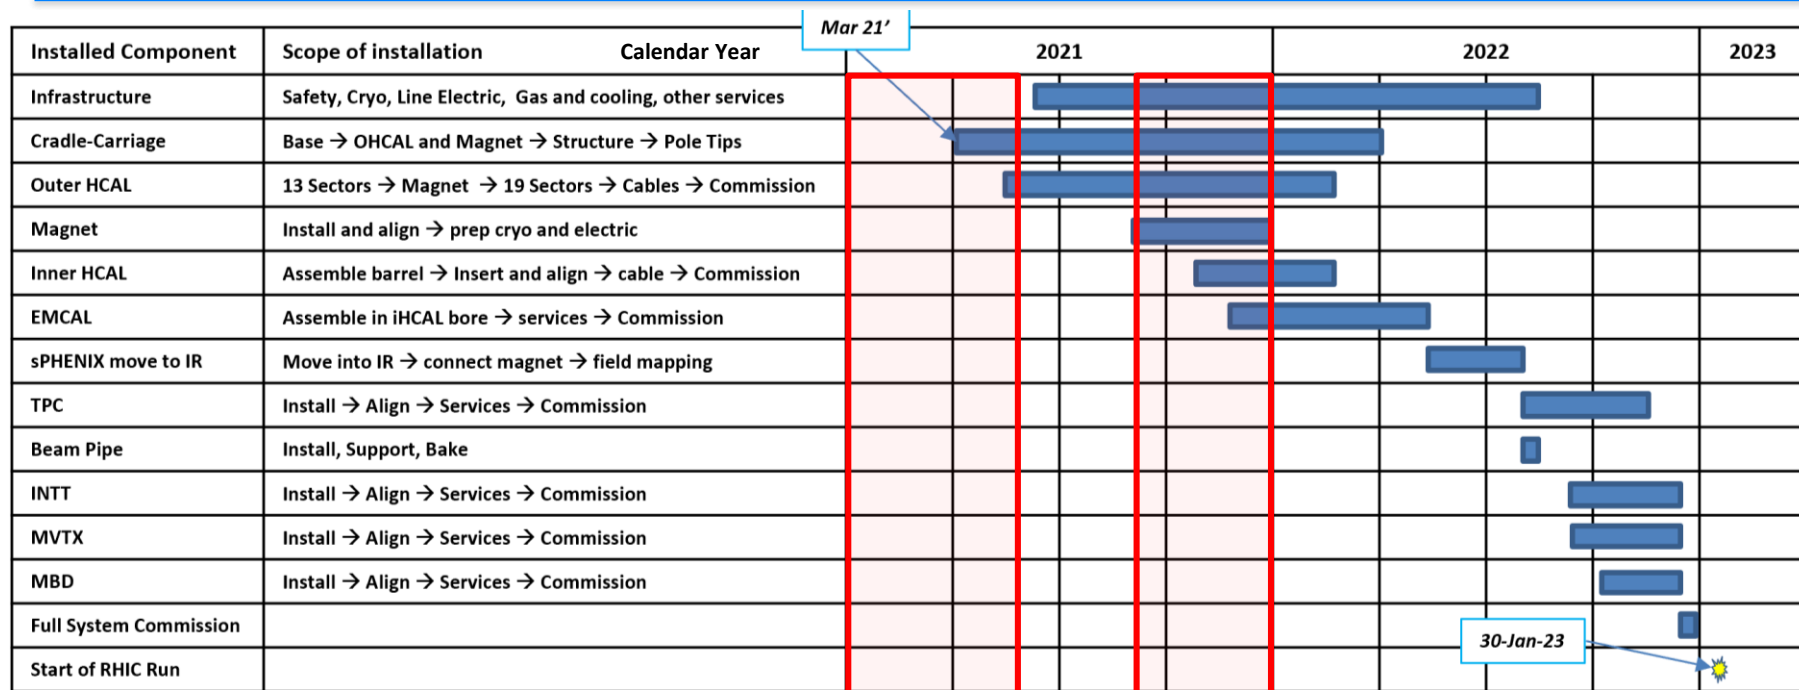 Mar 21’
Installed Component Scope of installation Calendar Year 2021 2022 2023
Infrastructure Safety, Cryo, Line Electric, Gas and cooling, other services
Cradle-Carriage Base → OHCAL and Magnet → Structure → Pole Tips
Outer HCAL 13 Sectors → Magnet → 19 Sectors → Cables → Commission
Magnet Install and align → prep cryo and electric
Inner HCAL Assemble barrel → Insert and align → cable → Commission
EMCAL Assemble in iHCAL bore → services → Commission
sPHENIX move to IR Move into IR → connect magnet → field mapping
TPC Install → Align → Services → Commission
Beam Pipe Install, Support, Bake
INTT Install → Align → Services → Commission
MVTX Install → Align → Services → Commission
MBD Install → Align → Services → Commission
Full System Commission
30-Jan-23
Start of RHIC Run